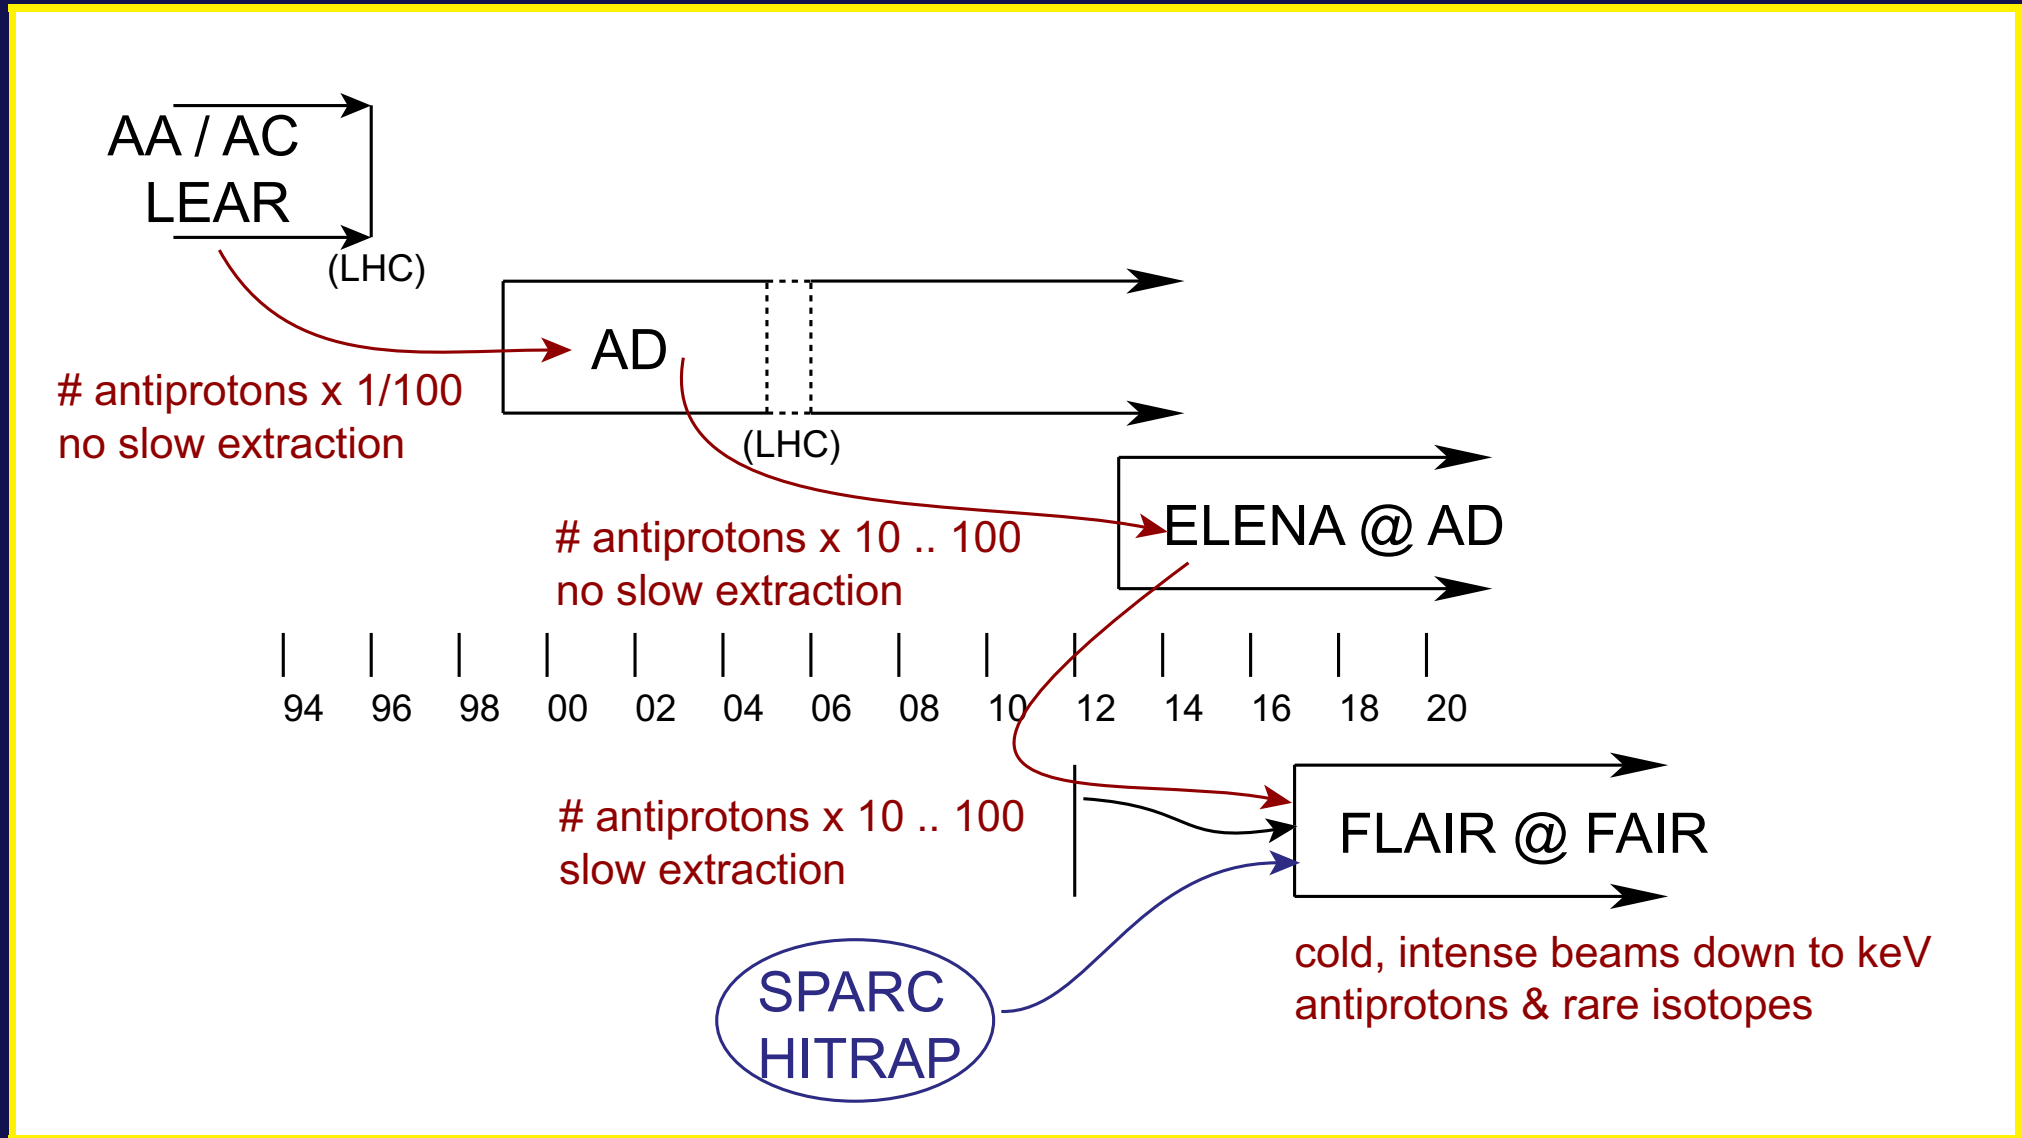 AA / AC
LEAR
(LHC)
# antiprotons x 1/100
no slow extraction
AD
(LHC)
# antiprotons x 10 .. 100
no slow extraction
ELENA @ AD
94 96 98 00 02 04 06 08 10 12 14 16 18 20
# antiprotons x 10 .. 100
slow extraction
FLAIR @ FAIR
cold, intense beams down to keV
antiprotons & rare isotopes
SPARC
HITRAP